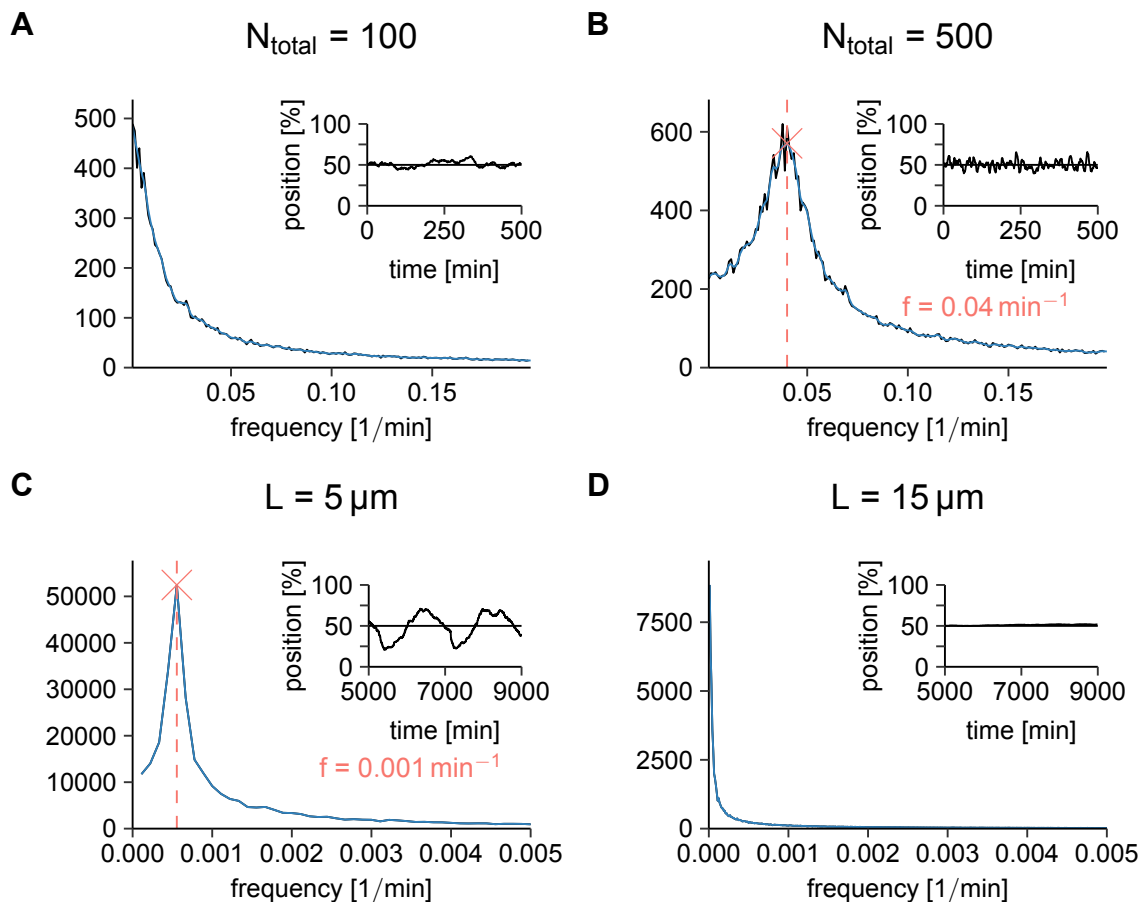 A
N_total = 100
500
400
300
200
100
0
0.05 0.10 0.15
frequency [1/min]
position [%]
100
50
0
0 250 500
time [min]
B
N_total = 500
600
400
200
0
0.05 0.10 0.15
frequency [1/min]
position [%]
100
50
0
0 250 500
time [min]
f = 0.04 min⁻¹
C
L = 5 µm
50000
40000
30000
20000
10000
0
0.000 0.001 0.002 0.003 0.004 0.005
frequency [1/min]
position [%]
100
50
0
5000 7000 9000
time [min]
f = 0.001 min⁻¹
D
L = 15 µm
7500
5000
2500
0
0.000 0.001 0.002 0.003 0.004 0.005
frequency [1/min]
position [%]
100
50
0
5000 7000 9000
time [min]